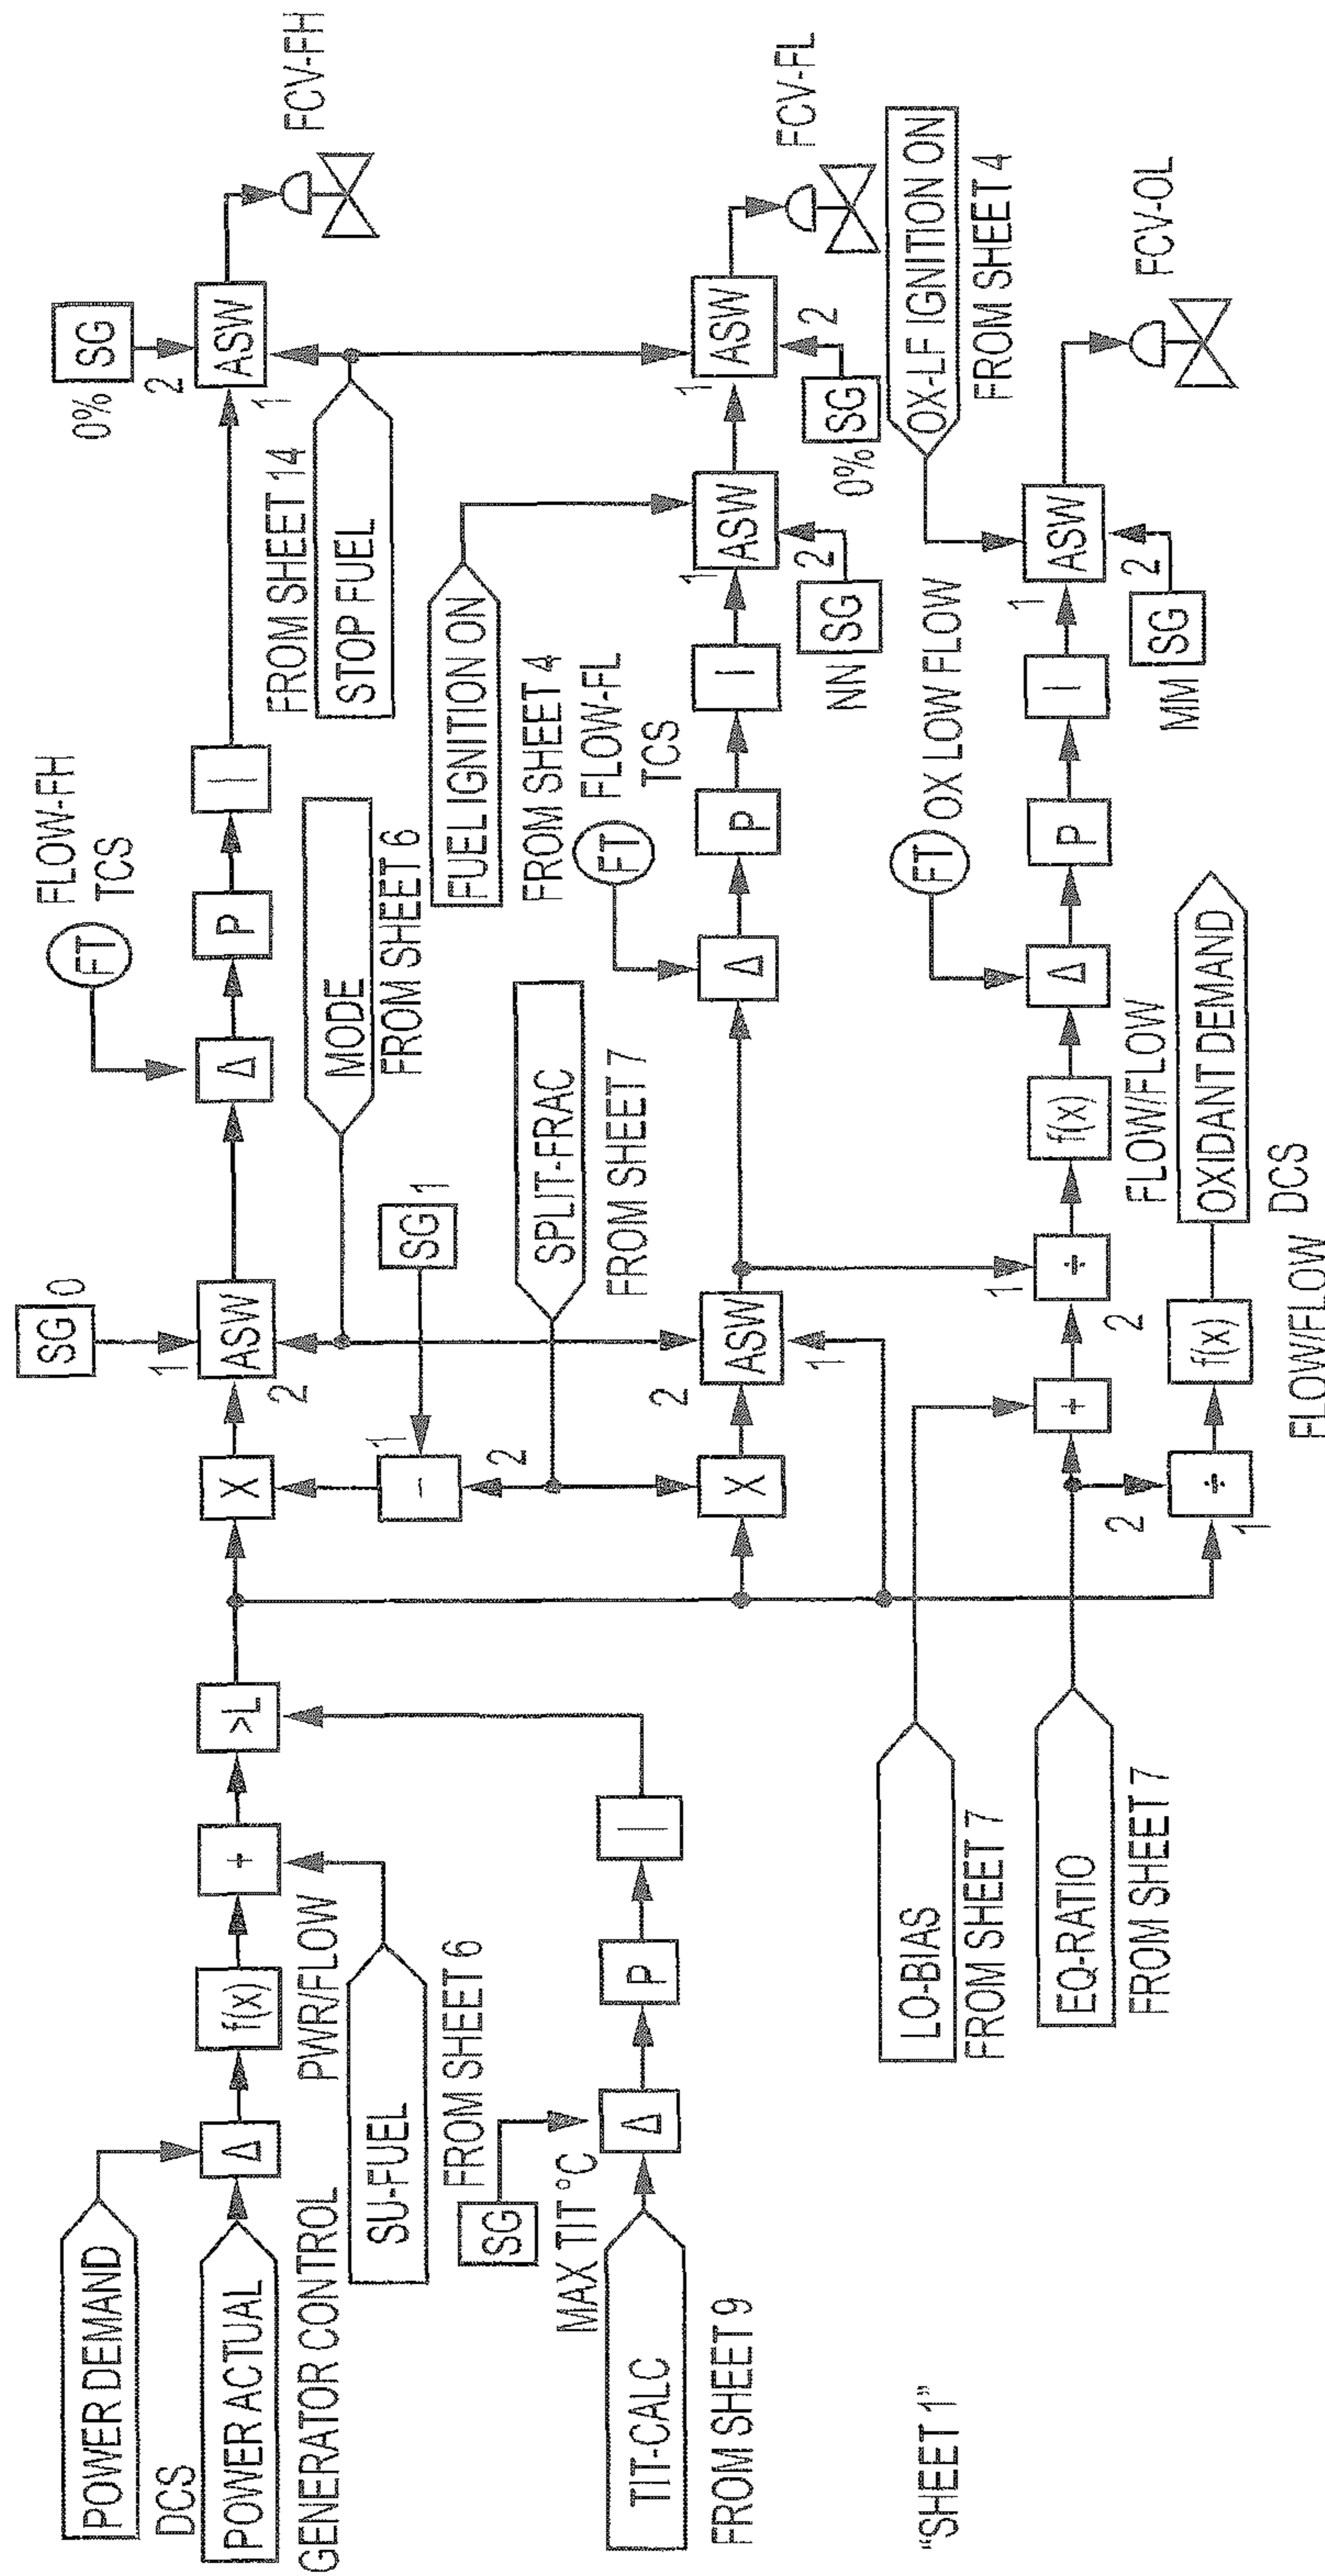 POWER DEMAND
DCS
POWER ACTUAL
GENERATOR CONTROL
Δ
f(x)
PWR/FLOW
+
>L
SU-FUEL
FROM SHEET 6
SG
MAX TIT °C
TIT-CALC
FROM SHEET 9
Δ
P
I
X
SG 0
1
ASW
2
Δ
FT
FLOW-FH
TCS
P
I
0% SG
2
ASW
1
FCV-FH
FROM SHEET 14
STOP FUEL
MODE
FROM SHEET 6
SG 1
1
-
2
SPLIT-FRAC
FROM SHEET 7
X
2
ASW
1
Δ
FT
FLOW-FL
TCS
P
I
FUEL IGNITION ON
FROM SHEET 4
1
ASW
2
NN SG
1
ASW
2
0% SG
FCV-FL
LO-BIAS
FROM SHEET 7
EQ-RATIO
FROM SHEET 7
+
1
÷
2
f(x)
FLOW/FLOW
Δ
FT
OX LOW FLOW
P
I
1
ASW
2
MM SG
OX-LF IGNITION ON
FROM SHEET 4
FCV-OL
2
÷
1
f(x)
FLOW/FLOW
OXIDANT DEMAND
DCS
"SHEET 1"